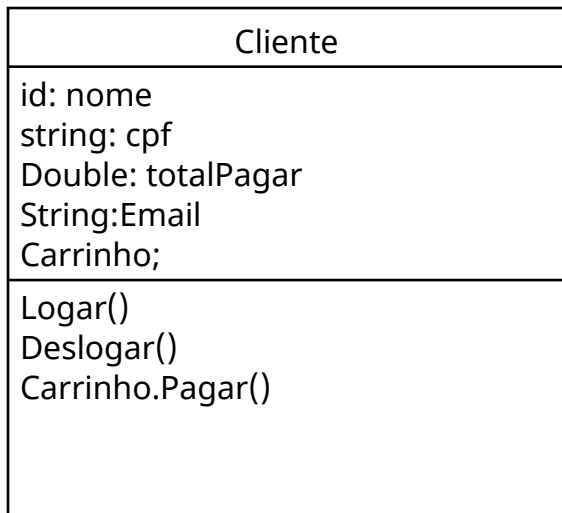 Cliente
id: nome
string: cpf
Double: totalPagar
String:Email
Carrinho;
Logar()
Deslogar()
Carrinho.Pagar()